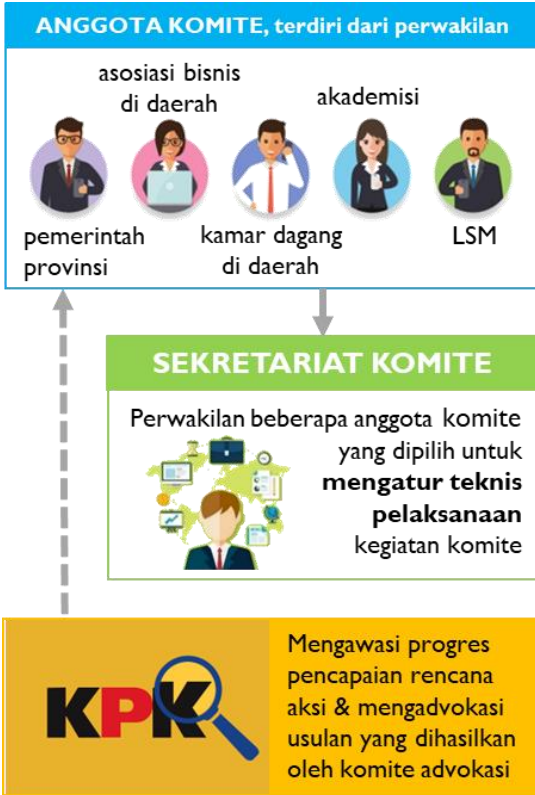 ANGGOTA KOMITE, terdiri dari perwakilan
asosiasi bisnis
di daerah
akademisi
pemerintah
provinsi
kamar dagang
di daerah
LSM
SEKRETARIAT KOMITE
Perwakilan beberapa anggota komite
yang dipilih untuk
mengatur teknis
pelaksanaan
kegiatan komite
KPK
Mengawasi progres
pencapaian rencana
aksi & mengadvokasi
usulan yang dihasilkan
oleh komite advokasi